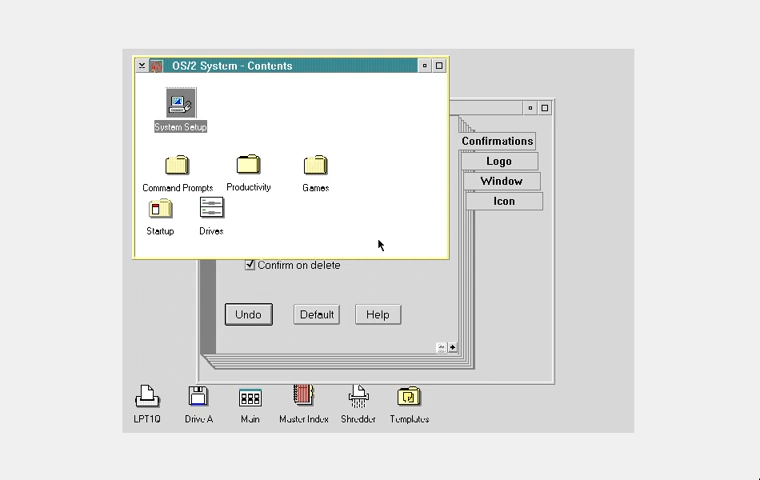 OS/2 System - Contents
System Setup
Command Prompts
Productivity
Games
Startup
Drives
Confirmations
Logo
Window
Icon
Confirm on delete
Undo
Default
Help
LPT1Q
Drive A
Main
Master Index
Shredder
Templates